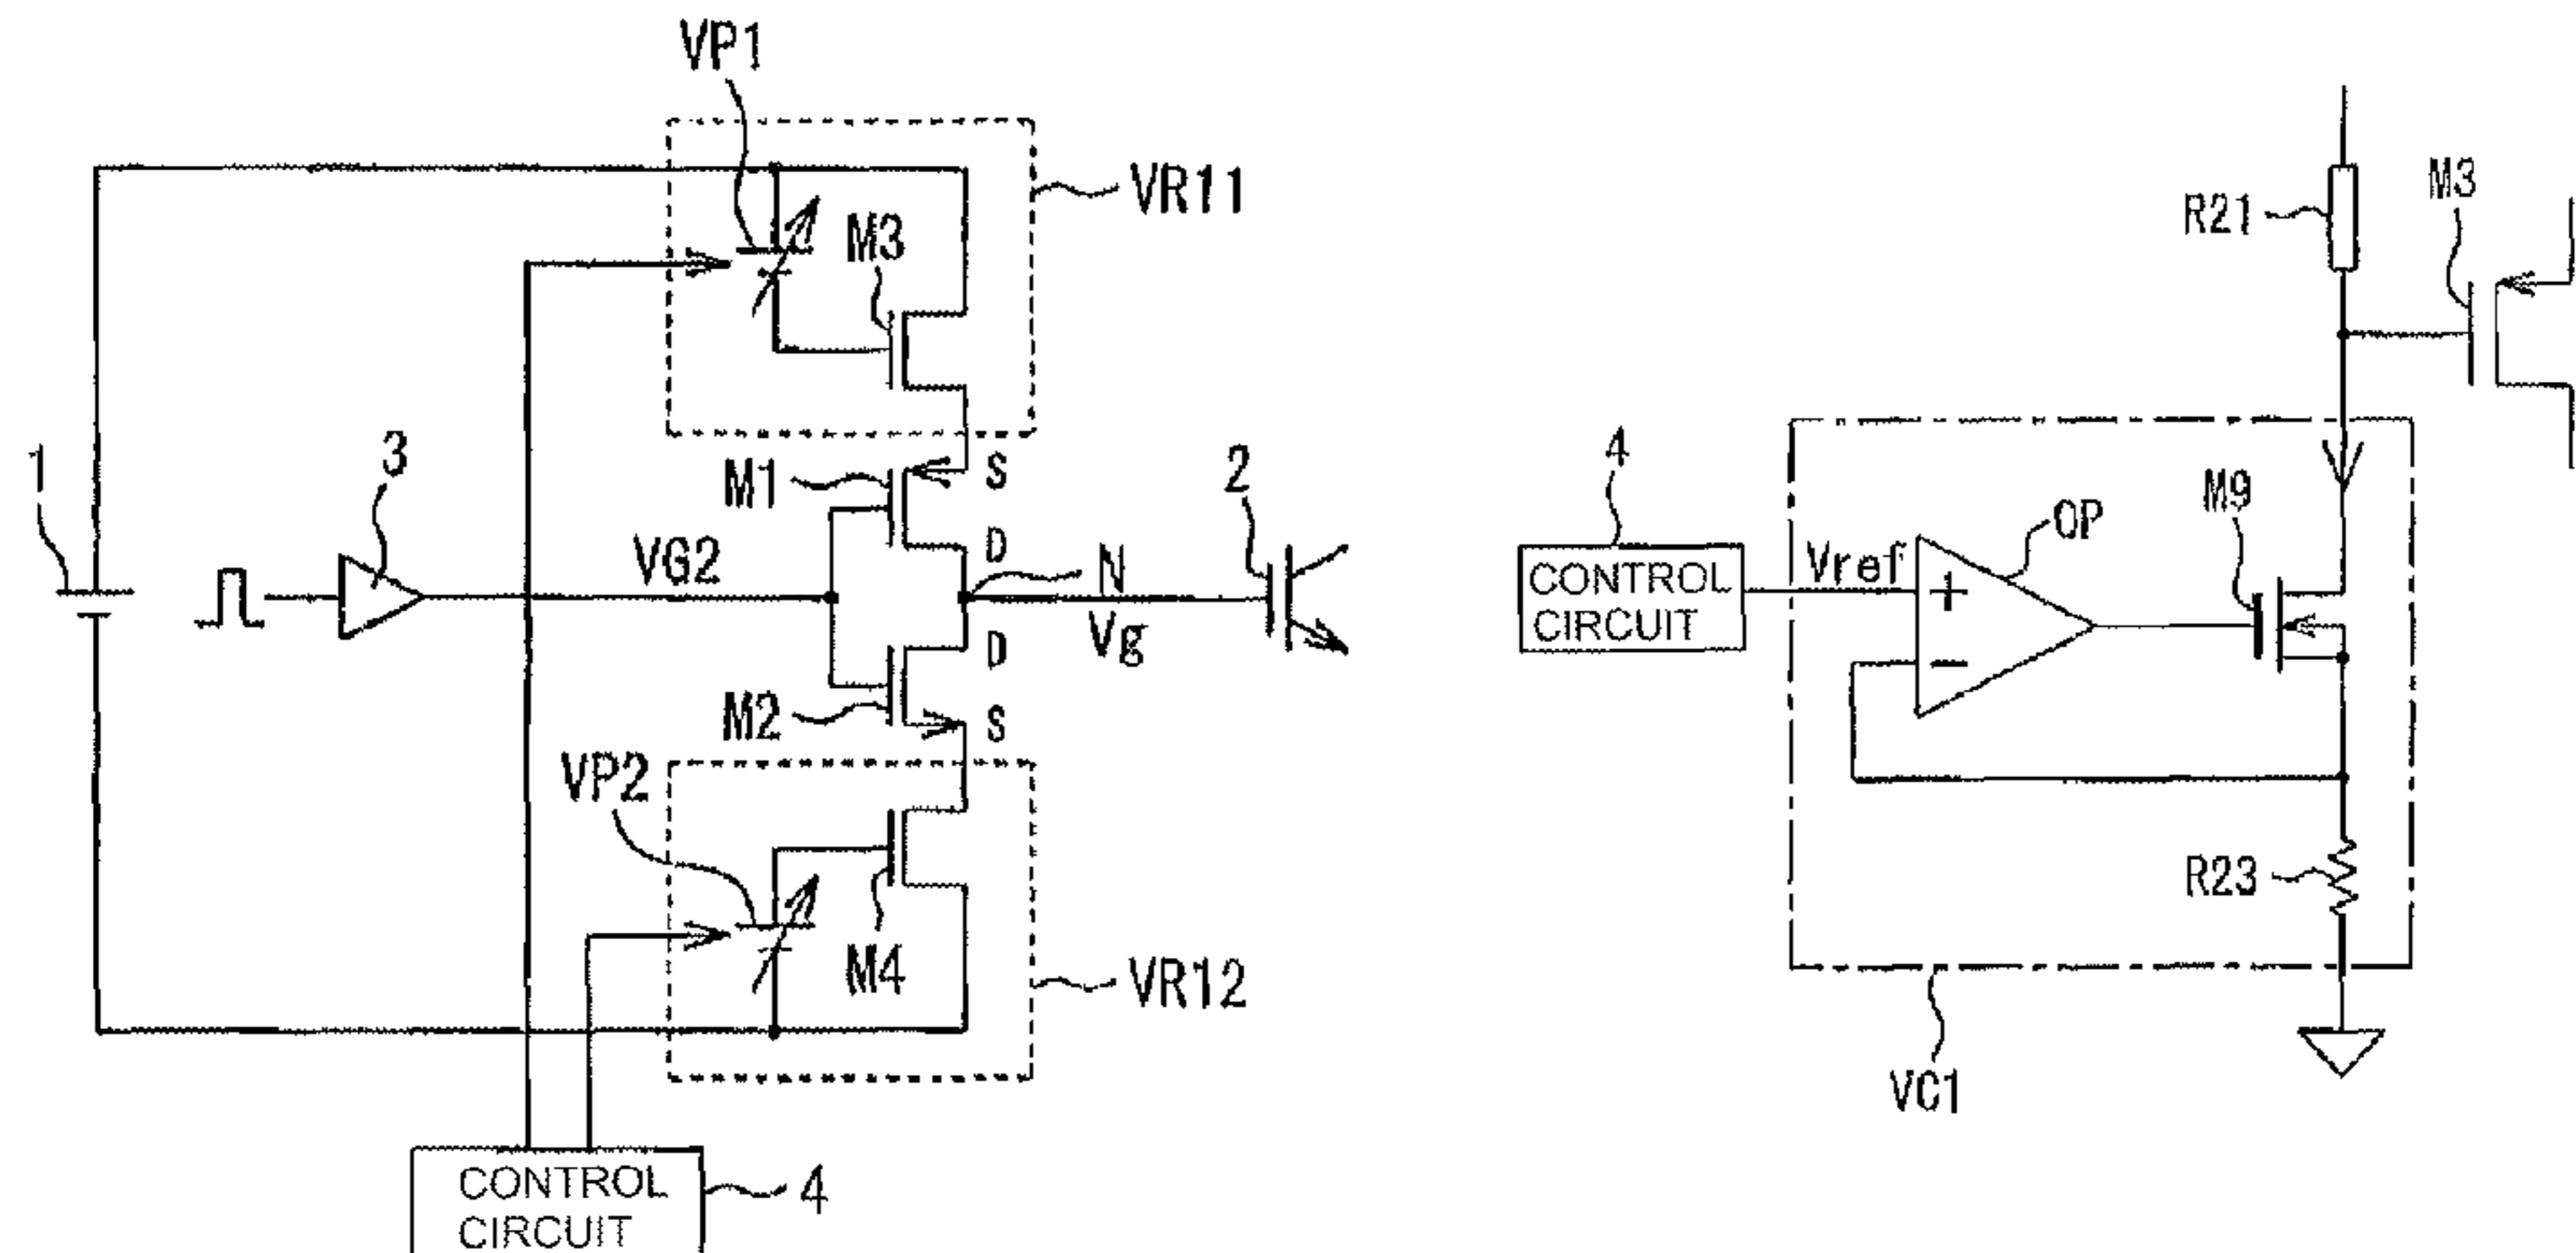 VP1
VR11
M3
1
3
M1
S
D
VG2
N
Vg
2
D
M2
S
VP2
M4
VR12
CONTROL
CIRCUIT
4
R21
M3
4
CONTROL
CIRCUIT
Vref
+
−
OP
M9
R23
VC1